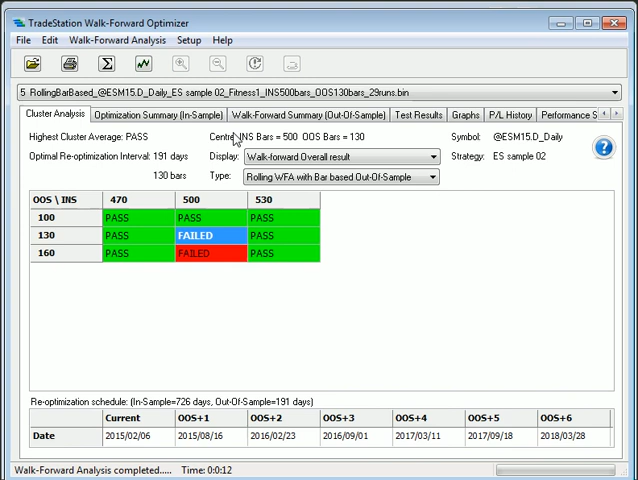 TradeStation Walk-Forward Optimizer
File Edit Walk-Forward Analysis Setup Help
5 RollingBarBased_@ESM15.D_Daily_ES sample 02_Fitness1_INS500bars_OOS130bars_29runs.bin
Cluster Analysis Optimization Summary (In-Sample) Walk-Forward Summary (Out-Of-Sample) Test Results Graphs P/L History Performance S
Highest Cluster Average: PASS INS Bars = 500 OOS Bars = 130 Symbol: @ESM15.D_Daily
Optimal Re-optimization Interval: 191 days Display: Walk-forward Overall result Strategy: ES sample 02
130 bars Type: Rolling WFA with Bar based Out-Of-Sample
OOS \ INS 470 500 530
100 PASS PASS PASS
130 PASS FAILED PASS
160 PASS FAILED PASS
Re-optimization schedule: (In-Sample=726 days, Out-Of-Sample=191 days)
Current OOS+1 OOS+2 OOS+3 OOS+4 OOS+5 OOS+6
Date 2015/02/06 2015/08/16 2016/02/23 2016/09/01 2017/03/11 2017/09/18 2018/03/28
Walk-Forward Analysis completed..... Time: 0:0:12